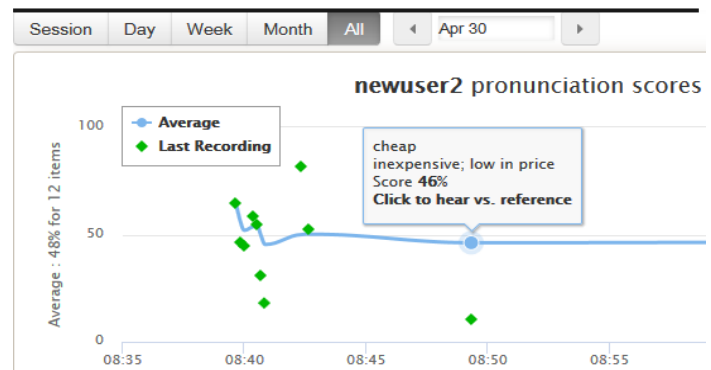 Session Day Week Month All Apr 30
newuser2 pronunciation scores
Average
Last Recording
cheap
inexpensive; low in price
Score 46%
Click to hear vs. reference
Average : 48% for 12 items
100
50
0
08:35 08:40 08:45 08:50 08:55